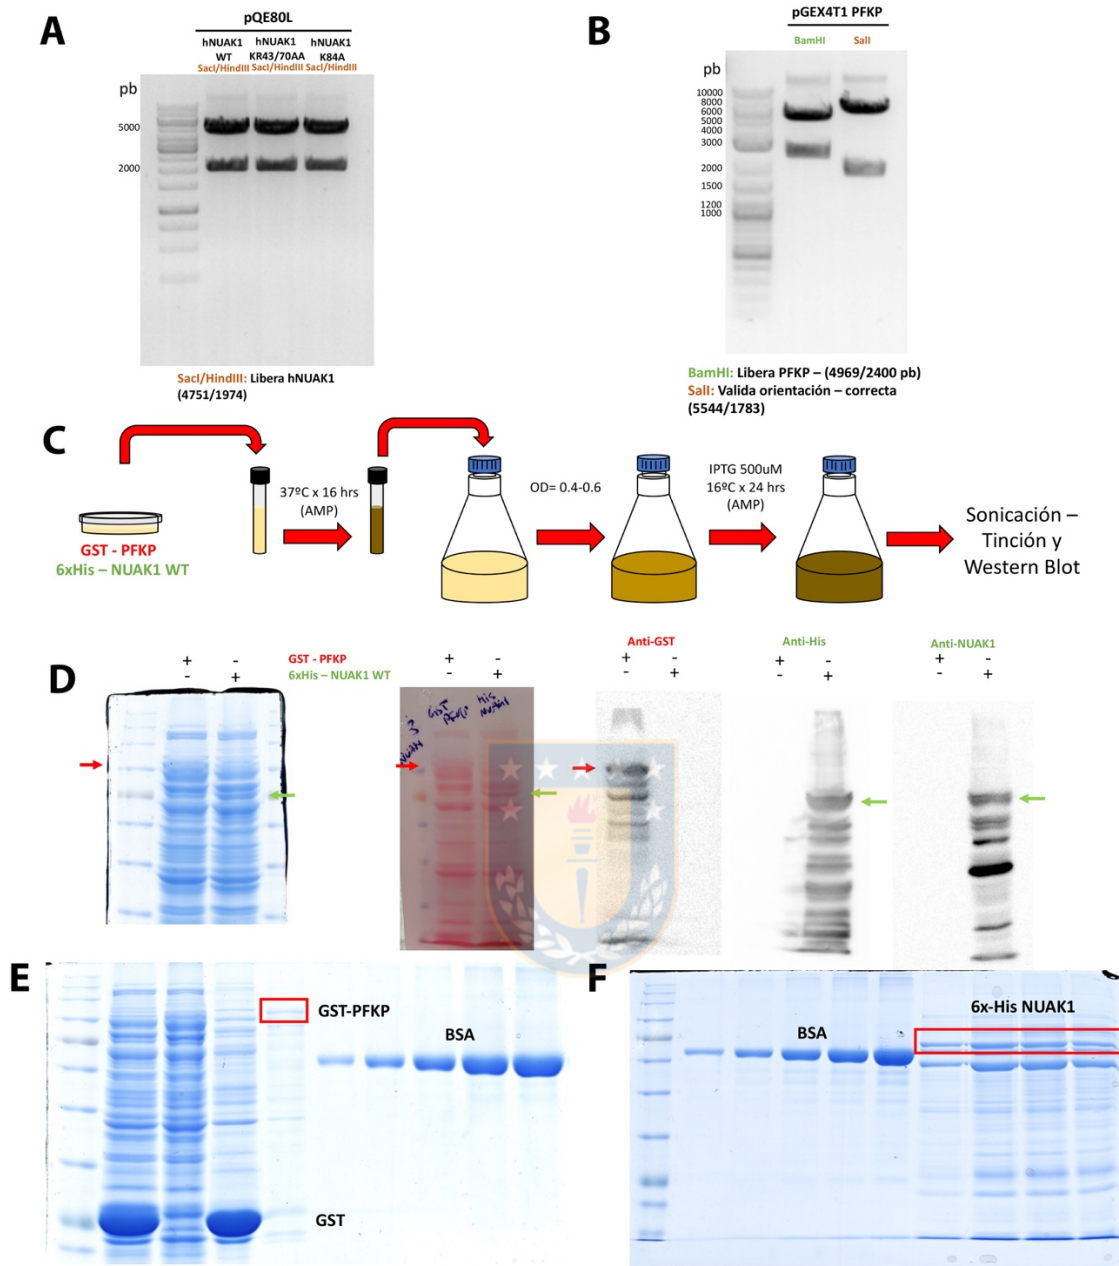 A
pQE80L
hNUAK1 WT
hNUAK1 KR43/70AA
hNUAK1 K84A
SacI/HindIII SacI/HindIII SacI/HindIII
pb
5000
2000
SacI/HindIII: Libera hNUAK1
(4751/1974)
B
pGEX4T1 PFKP
BamHI SalI
pb
10000
8000
6000
5000
4000
3000
2000
1500
1200
1000
BamHI: Libera PFKP – (4969/2400 pb)
SalI: Valida orientación – correcta
(5544/1783)
C
GST - PFKP
6xHis – NUAK1 WT
37ºC x 16 hrs
(AMP)
OD= 0.4-0.6
IPTG 500uM
16ºC x 24 hrs
(AMP)
Sonicación –
Tinción y
Western Blot
D
+ - GST - PFKP
- + 6xHis – NUAK1 WT
+ -
- +
GST PFKP
His NUAK1
Anti-GST
+ -
- +
Anti-His
+ -
- +
Anti-NUAK1
+ -
- +
E
GST-PFKP
BSA
GST
F
BSA
6x-His NUAK1